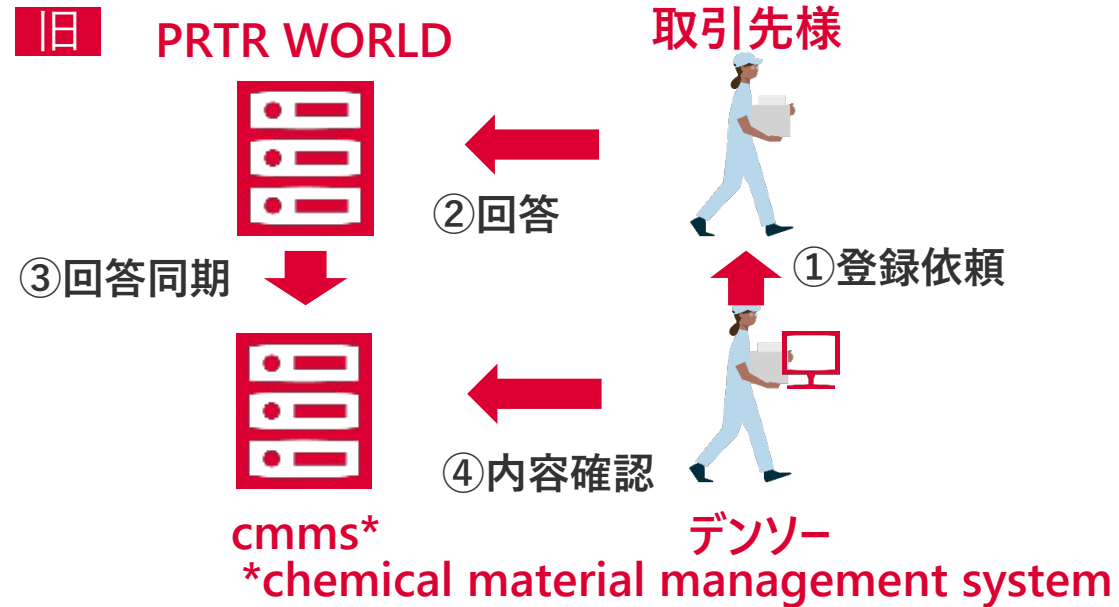 旧
PRTR WORLD
取引先様
②回答
③回答同期
①登録依頼
④内容確認
cmms*
デンソー
*chemical material management system